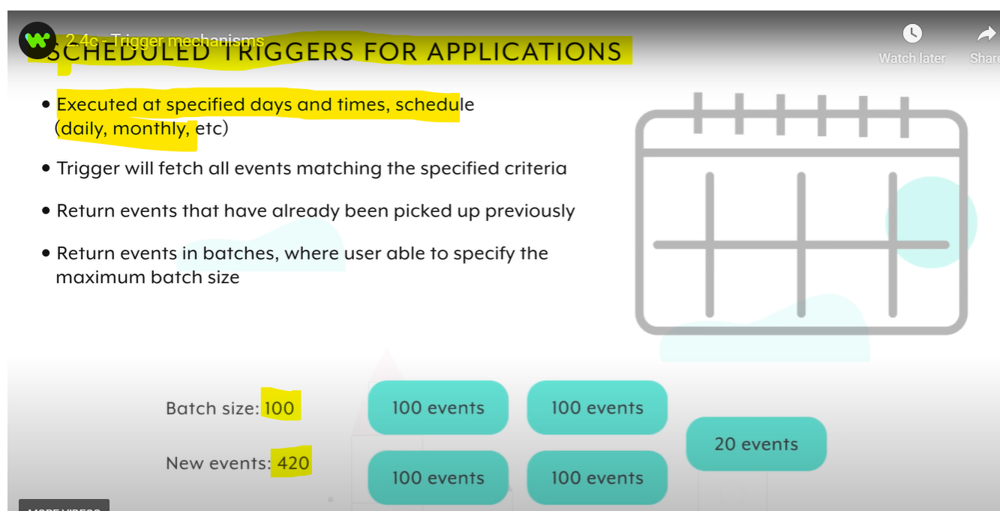 2.4c - Trigger mechanisms
SCHEDULED TRIGGERS FOR APPLICATIONS
Watch later
Share
• Executed at specified days and times, schedule
(daily, monthly, etc)
• Trigger will fetch all events matching the specified criteria
• Return events that have already been picked up previously
• Return events in batches, where user able to specify the
maximum batch size
Batch size: 100
100 events
100 events
20 events
New events: 420
100 events
100 events
MORE VIDEOS